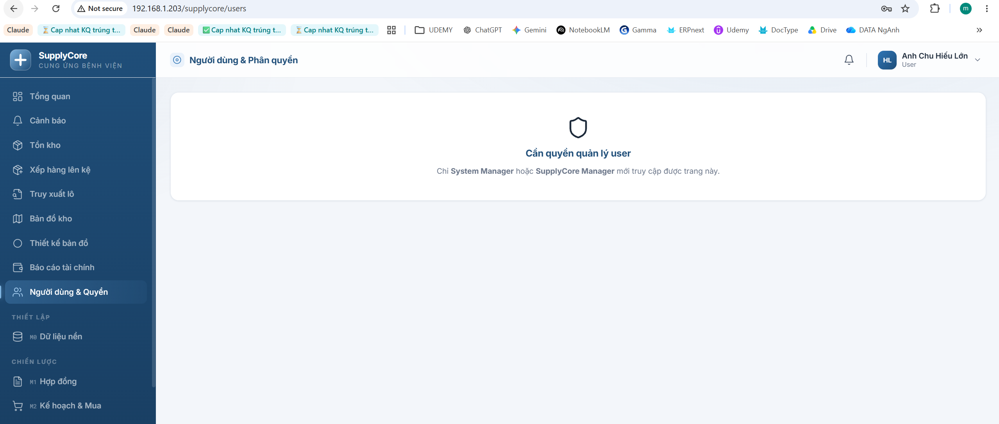 Not secure
192.168.1.203/supplycore/users
m
Claude
⏳Cap nhat KQ trúng t...
Claude
Claude
✅Cap nhat KQ trúng t...
⏳Cap nhat KQ trúng t...
UDEMY
ChatGPT
Gemini
NotebookLM
Gamma
ERPnext
Udemy
DocType
Drive
DATA NgAnh
SupplyCore
CUNG ỨNG BỆNH VIỆN
Người dùng & Phân quyền
HL
Anh Chu Hiếu Lớn
User
Tổng quan
Cảnh báo
Tồn kho
Xếp hàng lên kệ
Truy xuất lô
Bản đồ kho
Thiết kế bản đồ
Báo cáo tài chính
Người dùng & Quyền
THIẾT LẬP
M0 Dữ liệu nền
CHIẾN LƯỢC
M1 Hợp đồng
M2 Kế hoạch & Mua
Cần quyền quản lý user
Chỉ System Manager hoặc SupplyCore Manager mới truy cập được trang này.